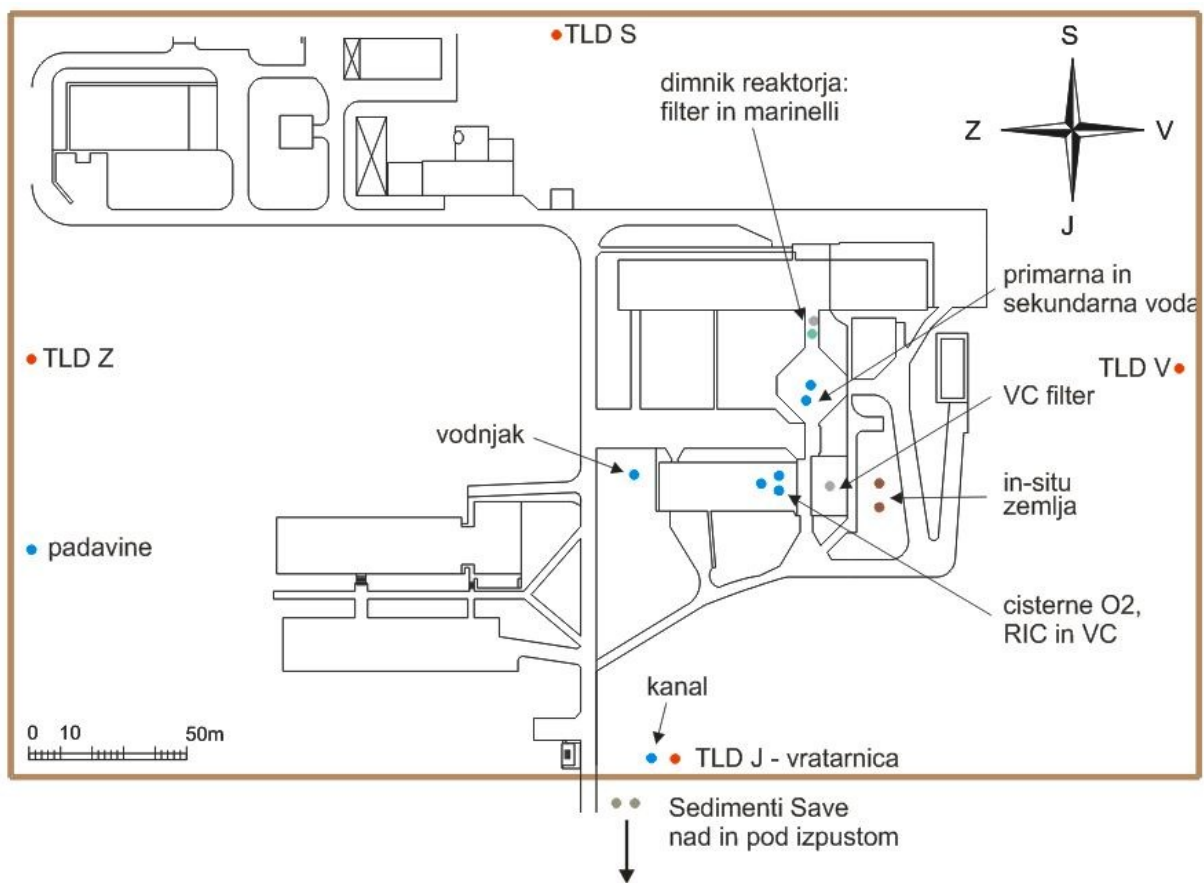 TLD S
S
dimnik reaktorja:
filter in marinelli
Z
V
J
primarna in
sekundarna voda
TLD Z
TLD V
VC filter
vodnjak
in-situ
zemlja
padavine
cisterne O2,
RIC in VC
kanal
0 10 50m
TLD J - vratarnica
Sedimenti Save
nad in pod izpustom